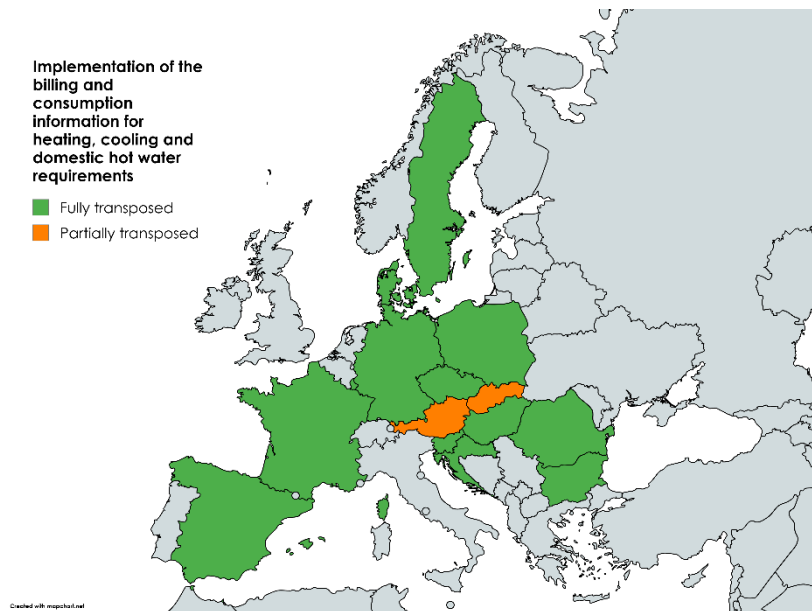 Implementation of the
billing and
consumption
information for
heating, cooling and
domestic hot water
requirements
Fully transposed
Partially transposed
Created with mapchart.net